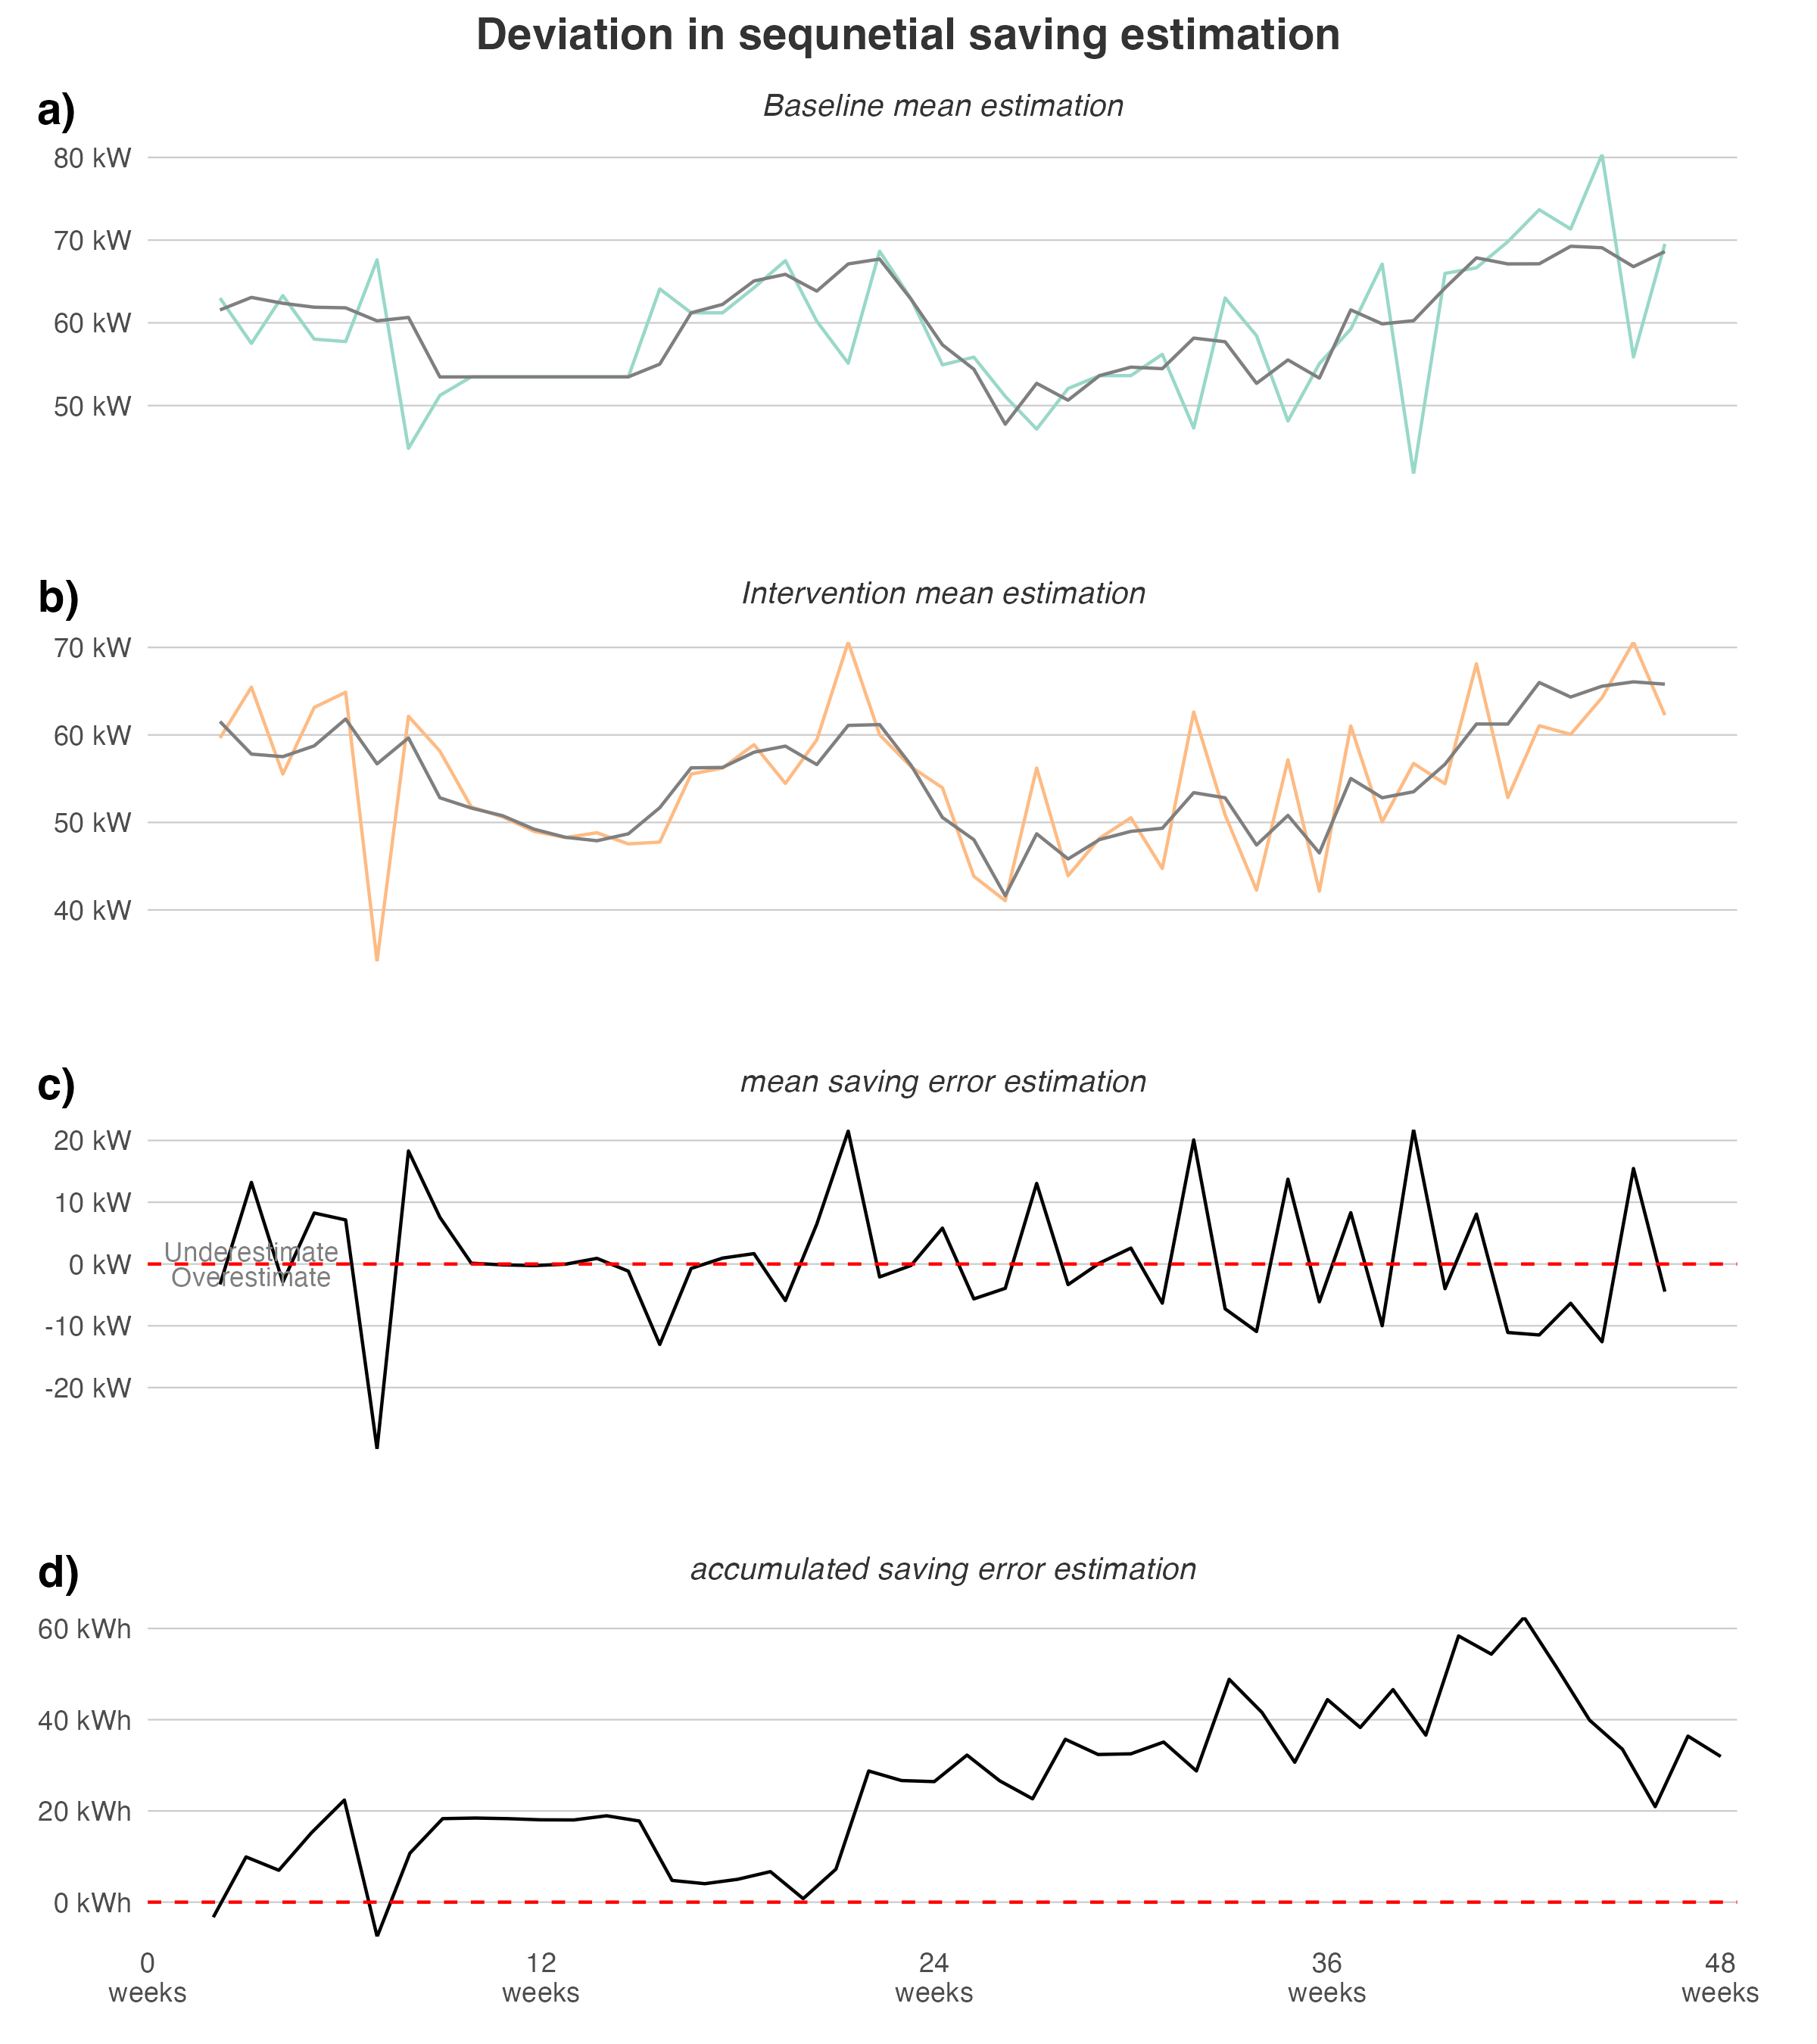 Deviation in sequnetial saving estimation
a)
Baseline mean estimation
80 kW
70 kW
60 kW
50 kW
b)
Intervention mean estimation
70 kW
60 kW
50 kW
40 kW
c)
mean saving error estimation
20 kW
10 kW
Underestimate
0 kW
Overestimate
-10 kW
-20 kW
d)
accumulated saving error estimation
60 kWh
40 kWh
20 kWh
0 kWh
0 12 24 36 48
weeks weeks weeks weeks weeks